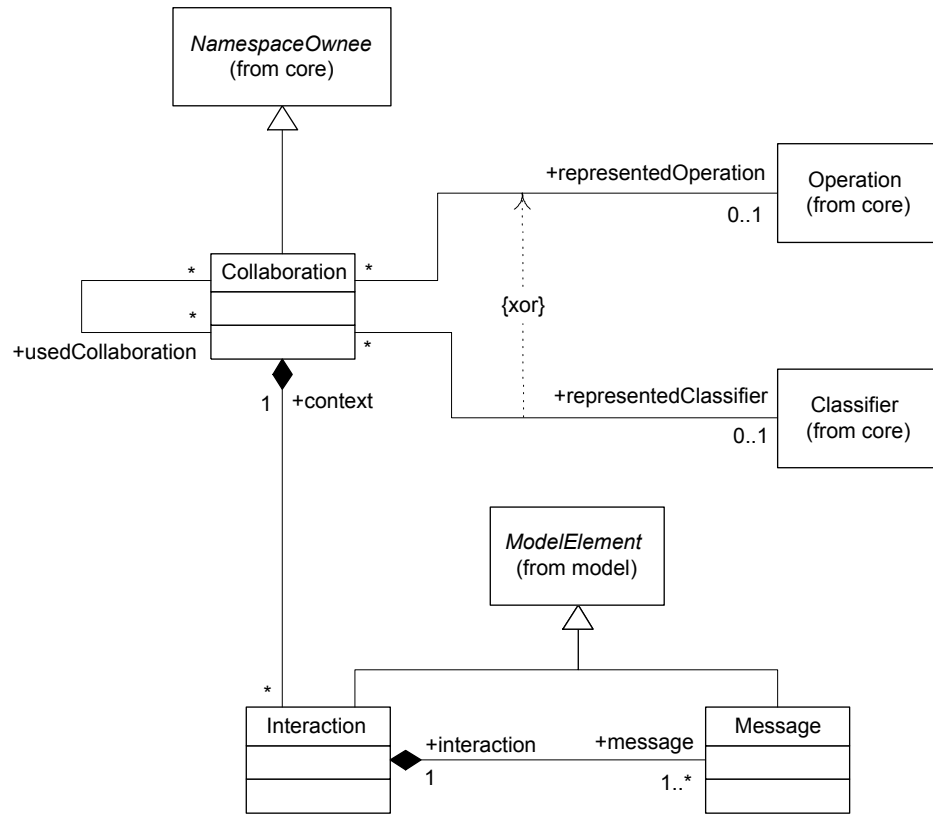 NamespaceOwnee
(from core)
+representedOperation
Operation
(from core)
0..1
*
Collaboration
*
{xor}
*
*
+usedCollaboration
+representedClassifier
Classifier
(from core)
1
+context
0..1
ModelElement
(from model)
*
Interaction
Message
+interaction
+message
1
1..*